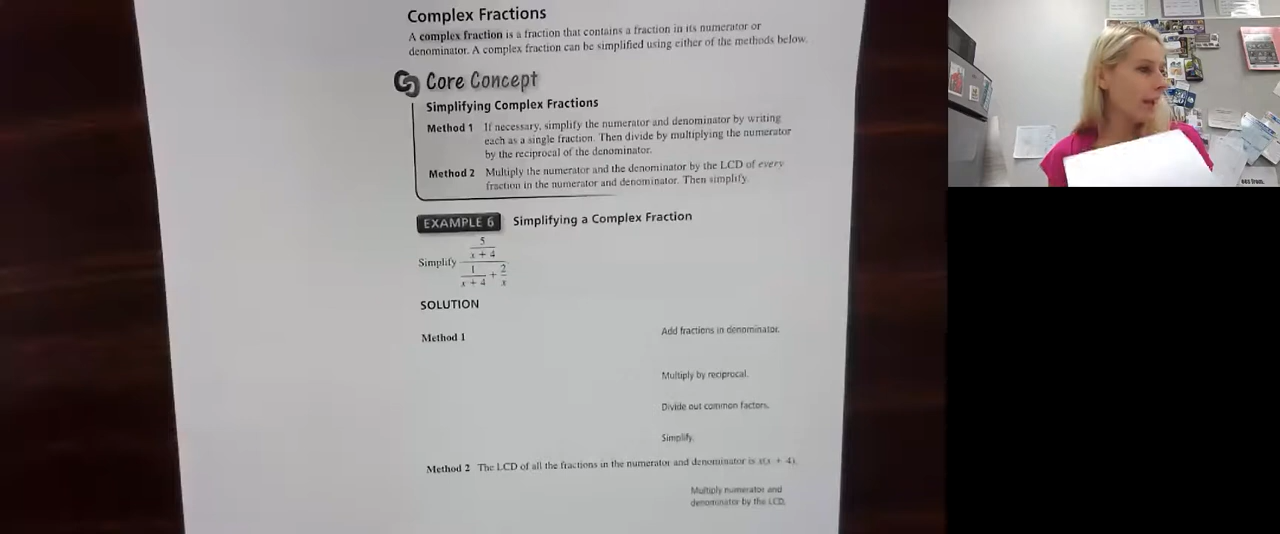 Complex Fractions
A complex fraction is a fraction that contains a fraction in its numerator or
denominator. A complex fraction can be simplified using either of the methods below.
Core Concept
Simplifying Complex Fractions
Method 1 If necessary, simplify the numerator and denominator by writing
each as a single fraction. Then divide by multiplying the numerator
by the reciprocal of the denominator.
Method 2 Multiply the numerator and the denominator by the LCD of every
fraction in the numerator and denominator. Then simplify.
EXAMPLE 6 Simplifying a Complex Fraction
5
x + 4
Simplify
1 + 2
x + 4 x
SOLUTION
Add fractions in denominator.
Method 1
Multiply by reciprocal.
Divide out common factors.
Simplify.
Method 2 The LCD of all the fractions in the numerator and denominator is x(x + 4).
Multiply numerator and
denominator by the LCD.